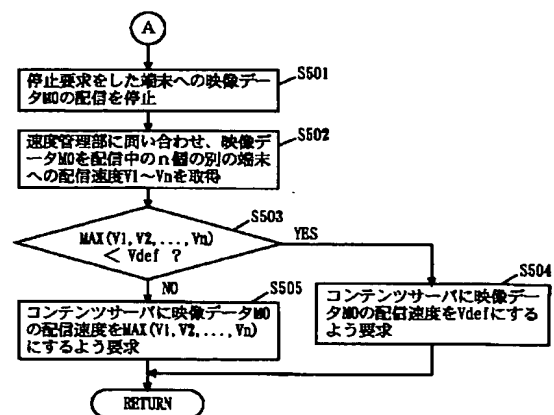 A
停止要求をした端末への映像デー
タM0の配信を停止
S501
速度管理部に問い合わせ、映像デー
タM0を配信中のn個の別の端末
への配信速度V1～Vnを取得
S502
MAX(V1,V2,...,Vn)
< Vdef ?
S503
YES
NO
コンテンツサーバに映像デー
タM0の配信速度をVdefにする
よう要求
S504
コンテンツサーバに映像データM0
の配信速度をMAX(V1,V2,...,Vn)
にするよう要求
S505
RETURN